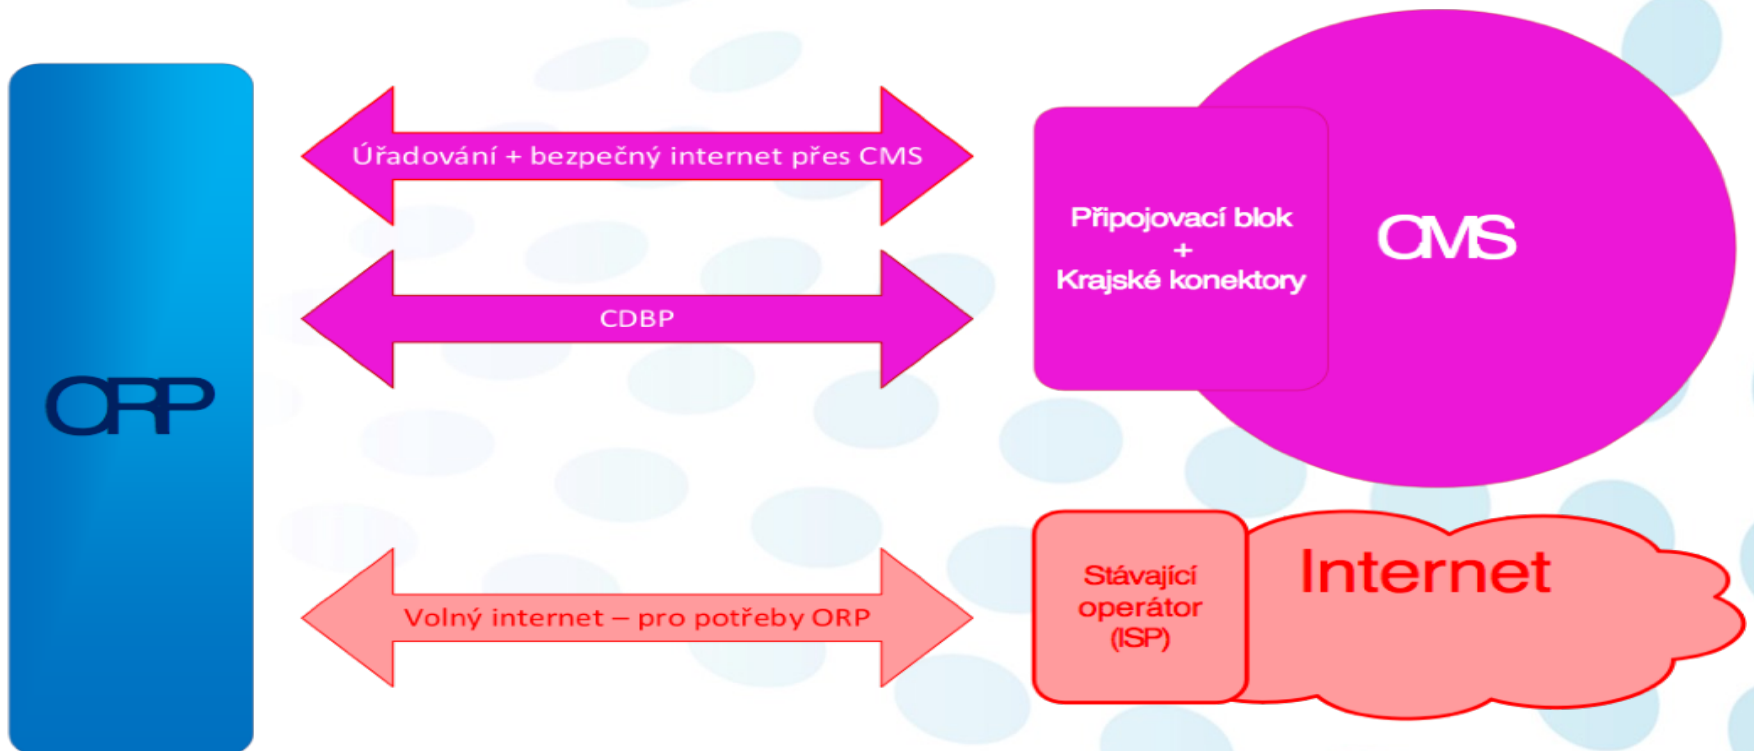 ORP
Úřadování + bezpečný internet přes CMS
CDBP
Volný internet – pro potřeby ORP
Připojovací blok
+
Krajské konektory
CMS
Stávající
operátor
(ISP)
Internet